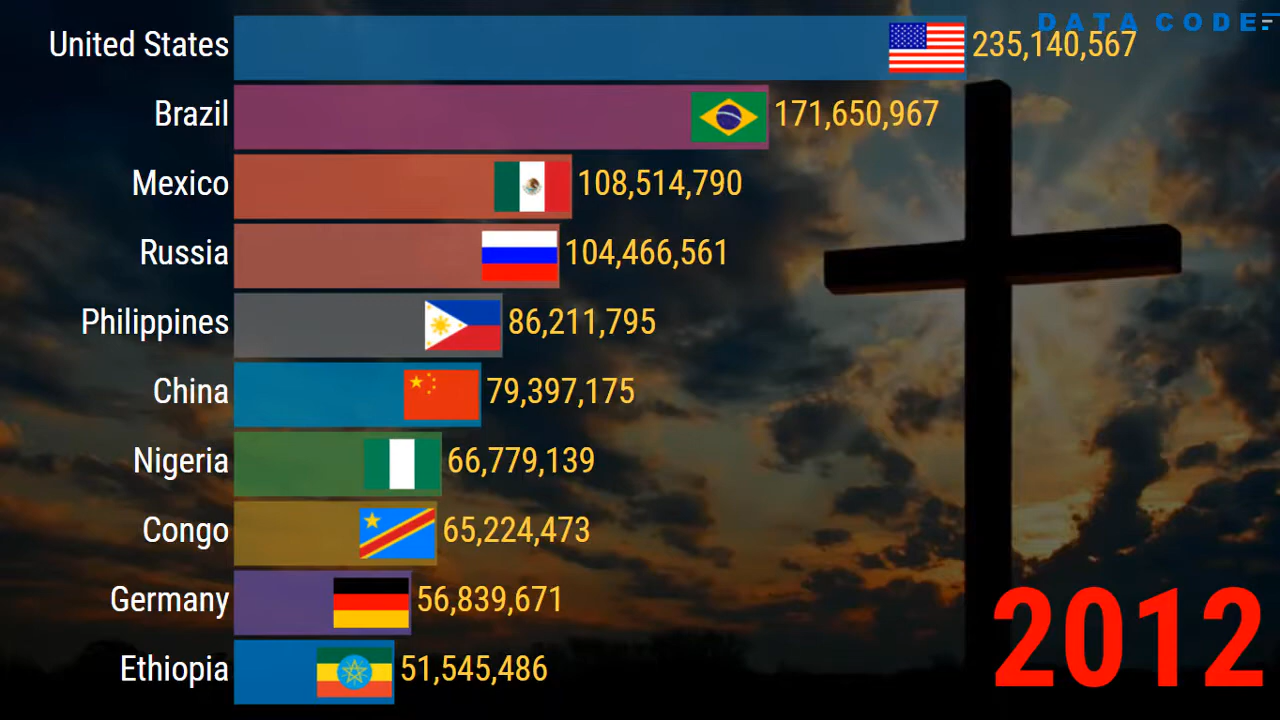 DATA CODE
United States 235,140,567
Brazil 171,650,967
Mexico 108,514,790
Russia 104,466,561
Philippines 86,211,795
China 79,397,175
Nigeria 66,779,139
Congo 65,224,473
Germany 56,839,671
Ethiopia 51,545,486
2012